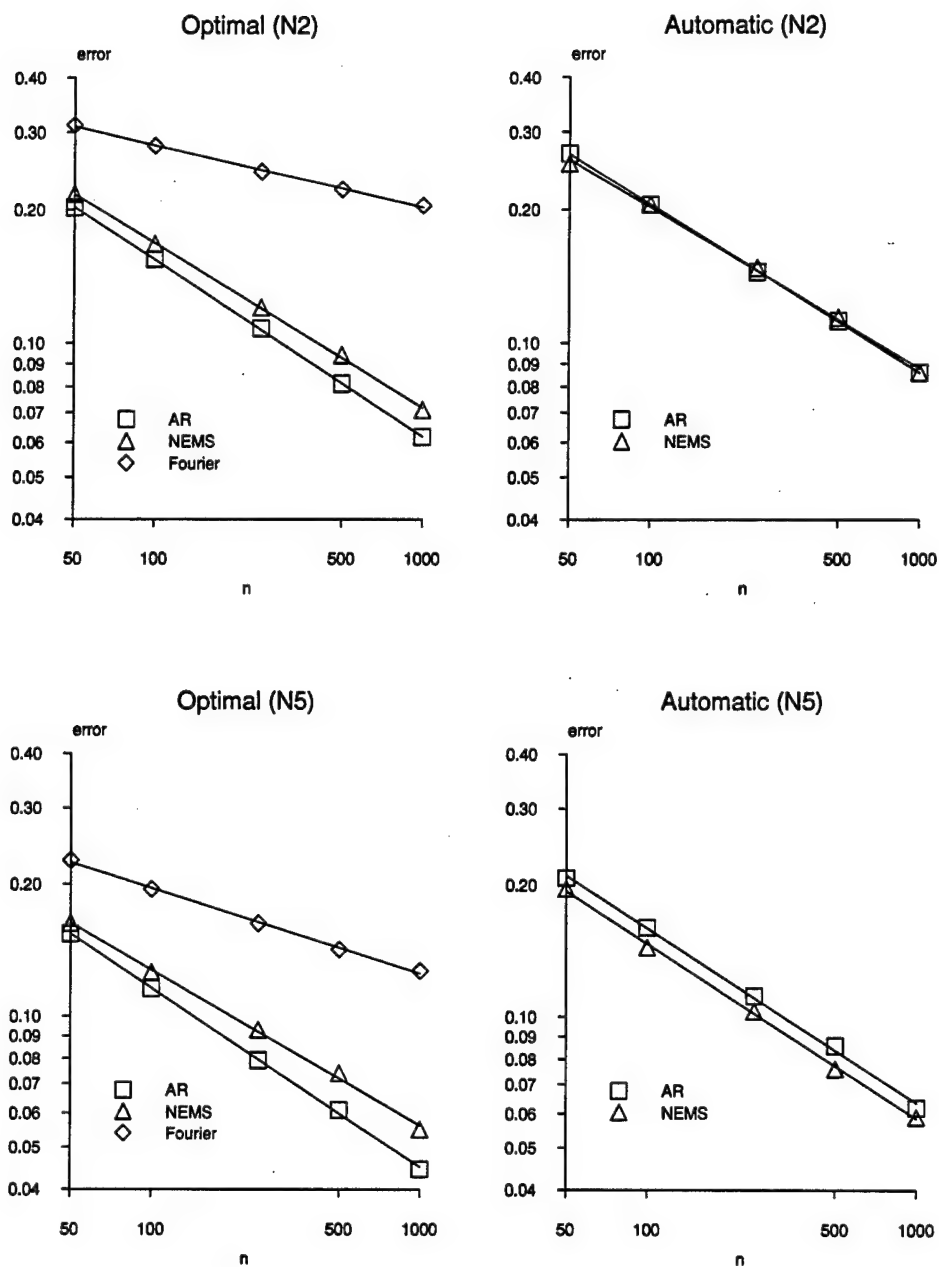 Optimal (N2)
error
0.40
0.30
0.20
0.10
0.09
0.08
0.07
0.06
0.05
0.04
AR
NEMS
Fourier
50 100 500 1000
n
Automatic (N2)
error
0.40
0.30
0.20
0.10
0.09
0.08
0.07
0.06
0.05
0.04
AR
NEMS
50 100 500 1000
n
Optimal (N5)
error
0.40
0.30
0.20
0.10
0.09
0.08
0.07
0.06
0.05
0.04
AR
NEMS
Fourier
50 100 500 1000
n
Automatic (N5)
error
0.40
0.30
0.20
0.10
0.09
0.08
0.07
0.06
0.05
0.04
AR
NEMS
50 100 500 1000
n